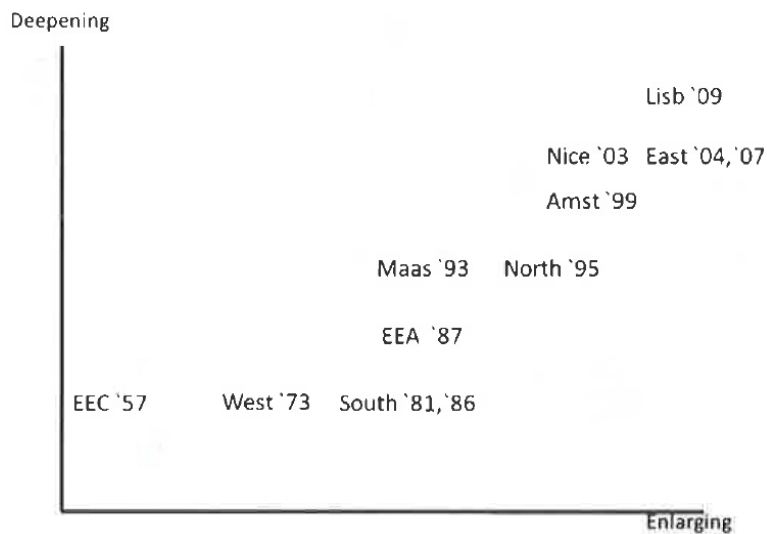 Deepening
Lisb `09
Nice `03 East `04,`07
Amst `99
Maas `93 North `95
EEA `87
EEC `57 West `73 South `81,`86
Enlarging